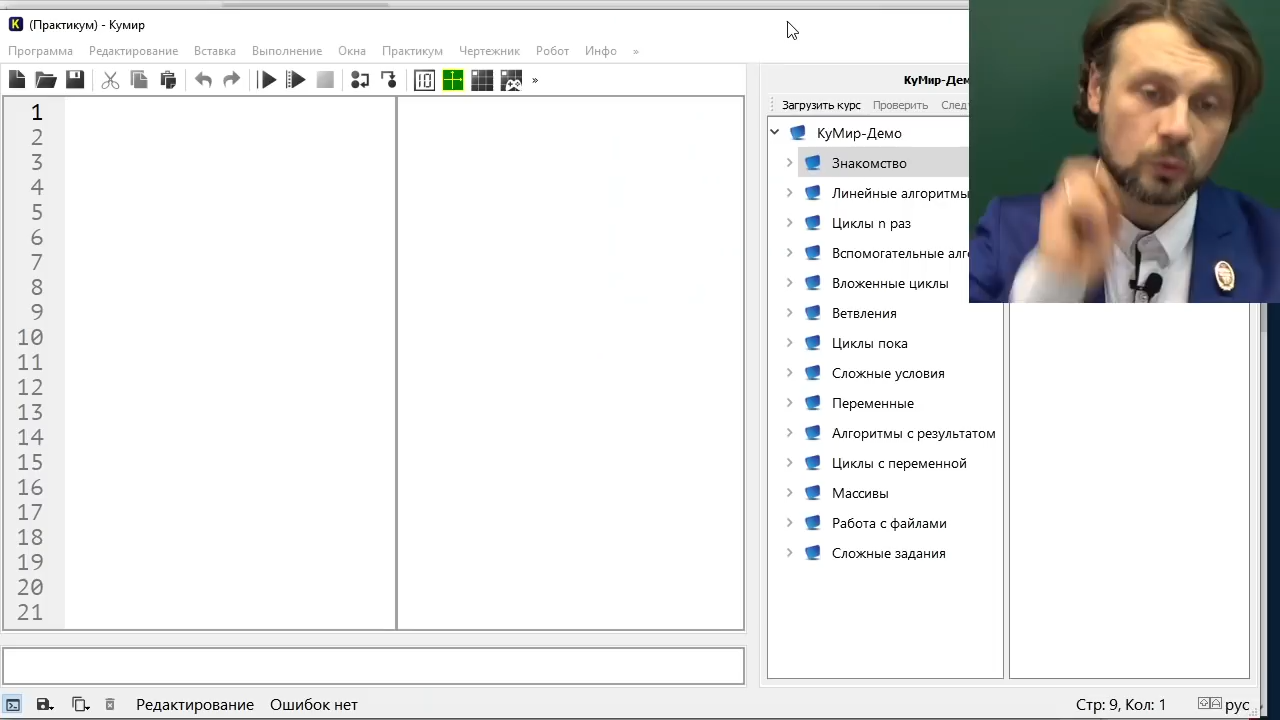 (Практикум) - Кумир
Программа Редактирование Вставка Выполнение Окна Практикум Чертежник Робот Инфо »
»
КуМир-Дем
Загрузить курс Проверить След
1
2
3
4
5
6
7
8
9
10
11
12
13
14
15
16
17
18
19
20
21
КуМир-Демо
Знакомство
Линейные алгоритмы
Циклы n раз
Вспомогательные алг
Вложенные циклы
Ветвления
Циклы пока
Сложные условия
Переменные
Алгоритмы с результатом
Циклы с переменной
Массивы
Работа с файлами
Сложные задания
Редактирование Ошибок нет Стр: 9, Кол: 1 рус